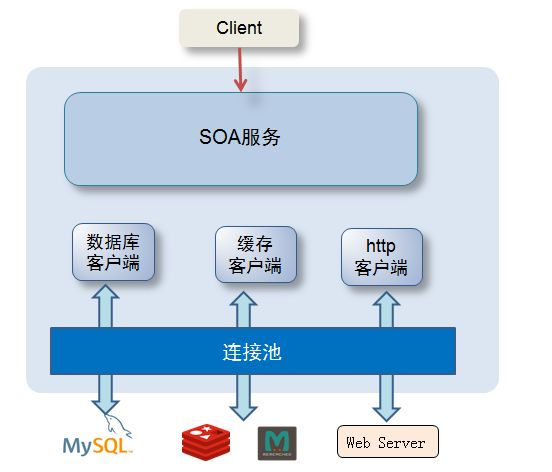 Client
SOA服务
数据库
客户端
缓存
客户端
http
客户端
连接池
MySQL
MEMCACHED
Web Server